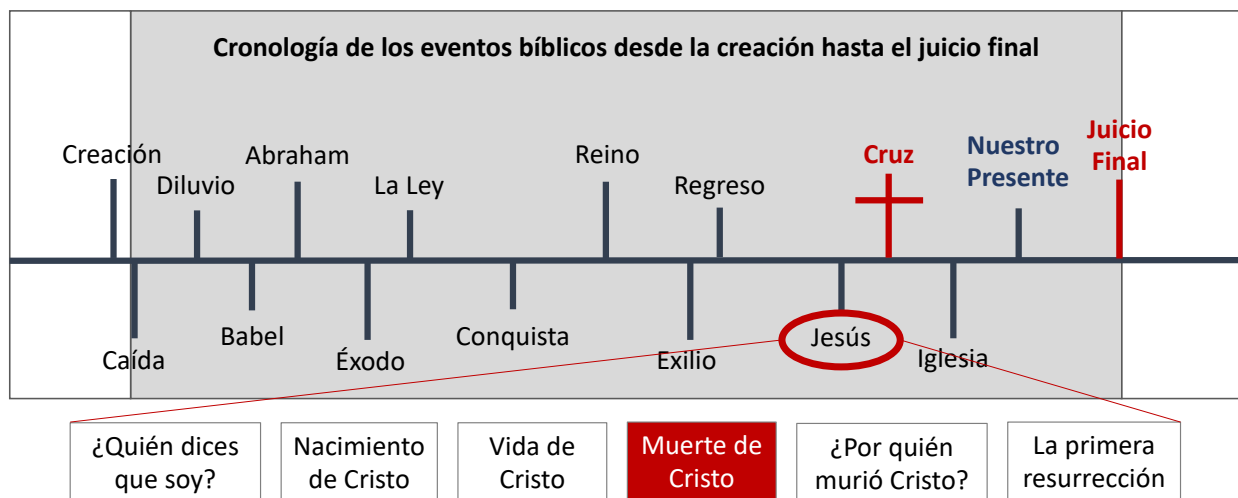 Cronología de los eventos bíblicos desde la creación hasta el juicio final
Creación
Diluvio
Abraham
La Ley
Reino
Regreso
Cruz
Nuestro
Presente
Juicio
Final
Caída
Babel
Éxodo
Conquista
Exilio
Jesús
Iglesia
¿Quién dices
que soy?
Nacimiento
de Cristo
Vida de
Cristo
Muerte de
Cristo
¿Por quién
murió Cristo?
La primera
resurrección